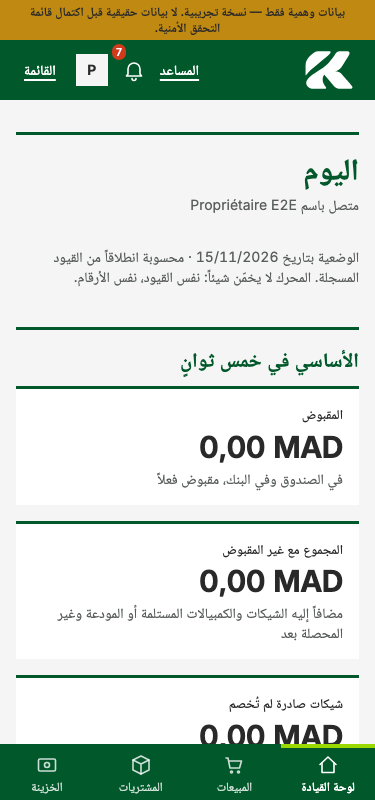 بيانات وهمية فقط — نسخة تجريبية. لا بيانات حقيقية قبل اكتمال قائمة
التحقق الأمنية.
المساعد
7
P
القائمة
اليوم
متصل باسم Propriétaire E2E
الوضعية بتاريخ 15/11/2026 · محسوبة انطلاقاً من القيود
المسجلة. المحرك لا يخمّن شيئاً: نفس القيود، نفس الأرقام.
الأساسي في خمس ثوانٍ
المقبوض
0,00 MAD
في الصندوق وفي البنك، مقبوض فعلاً
المجموع مع غير المقبوض
0,00 MAD
مضافاً إليه الشيكات والكمبيالات المستلمة أو المودعة وغير
المحصلة بعد
شيكات صادرة لم تُخصم
0,00 MAD
لوحة القيادة
المبيعات
المشتريات
الخزينة